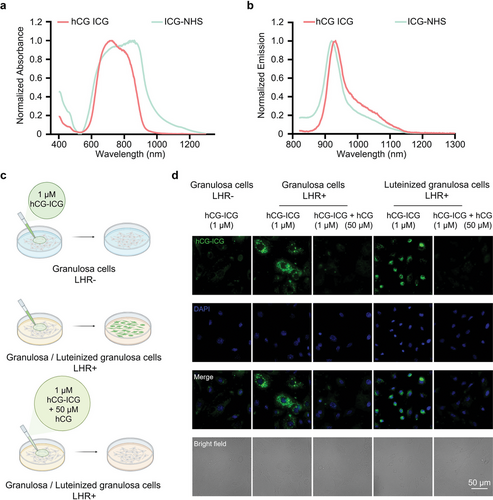 a
hCG ICG
ICG-NHS
Normalized Absorbance
1.2
1.0
0.8
0.6
0.4
0.2
0
400
600
800
1000
1200
Wavelength (nm)
b
hCG ICG
ICG-NHS
Normalized Emission
1.2
1.0
0.8
0.6
0.4
0.2
0
800
900
1000
1100
1200
1300
Wavelength (nm)
c
1 µM
hCG-ICG
Granulosa cells
LHR-
Granulosa / Luteinized granulosa cells
LHR+
1 µM
hCG-ICG
+ 50 µM
hCG
Granulosa / Luteinized granulosa cells
LHR+
d
Granulosa cells
LHR-
Granulosa cells
LHR+
Luteinized granulosa cells
LHR+
hCG-ICG
(1 µM)
hCG-ICG
(1 µM)
hCG-ICG + hCG
(1 µM) (50 µM)
hCG-ICG
(1 µM)
hCG-ICG + hCG
(1 µM) (50 µM)
hCG-ICG
DAPI
Merge
Bright field
50 µm